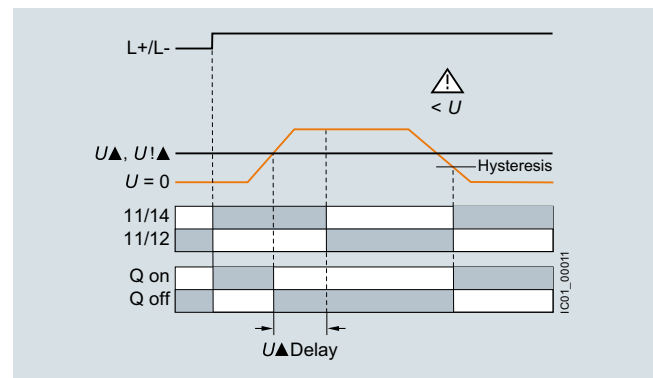 L+/L-
< U
U▲, U!▲
Hysteresis
U = 0
11/14
11/12
Q on
Q off
IC01_00011
U▲Delay